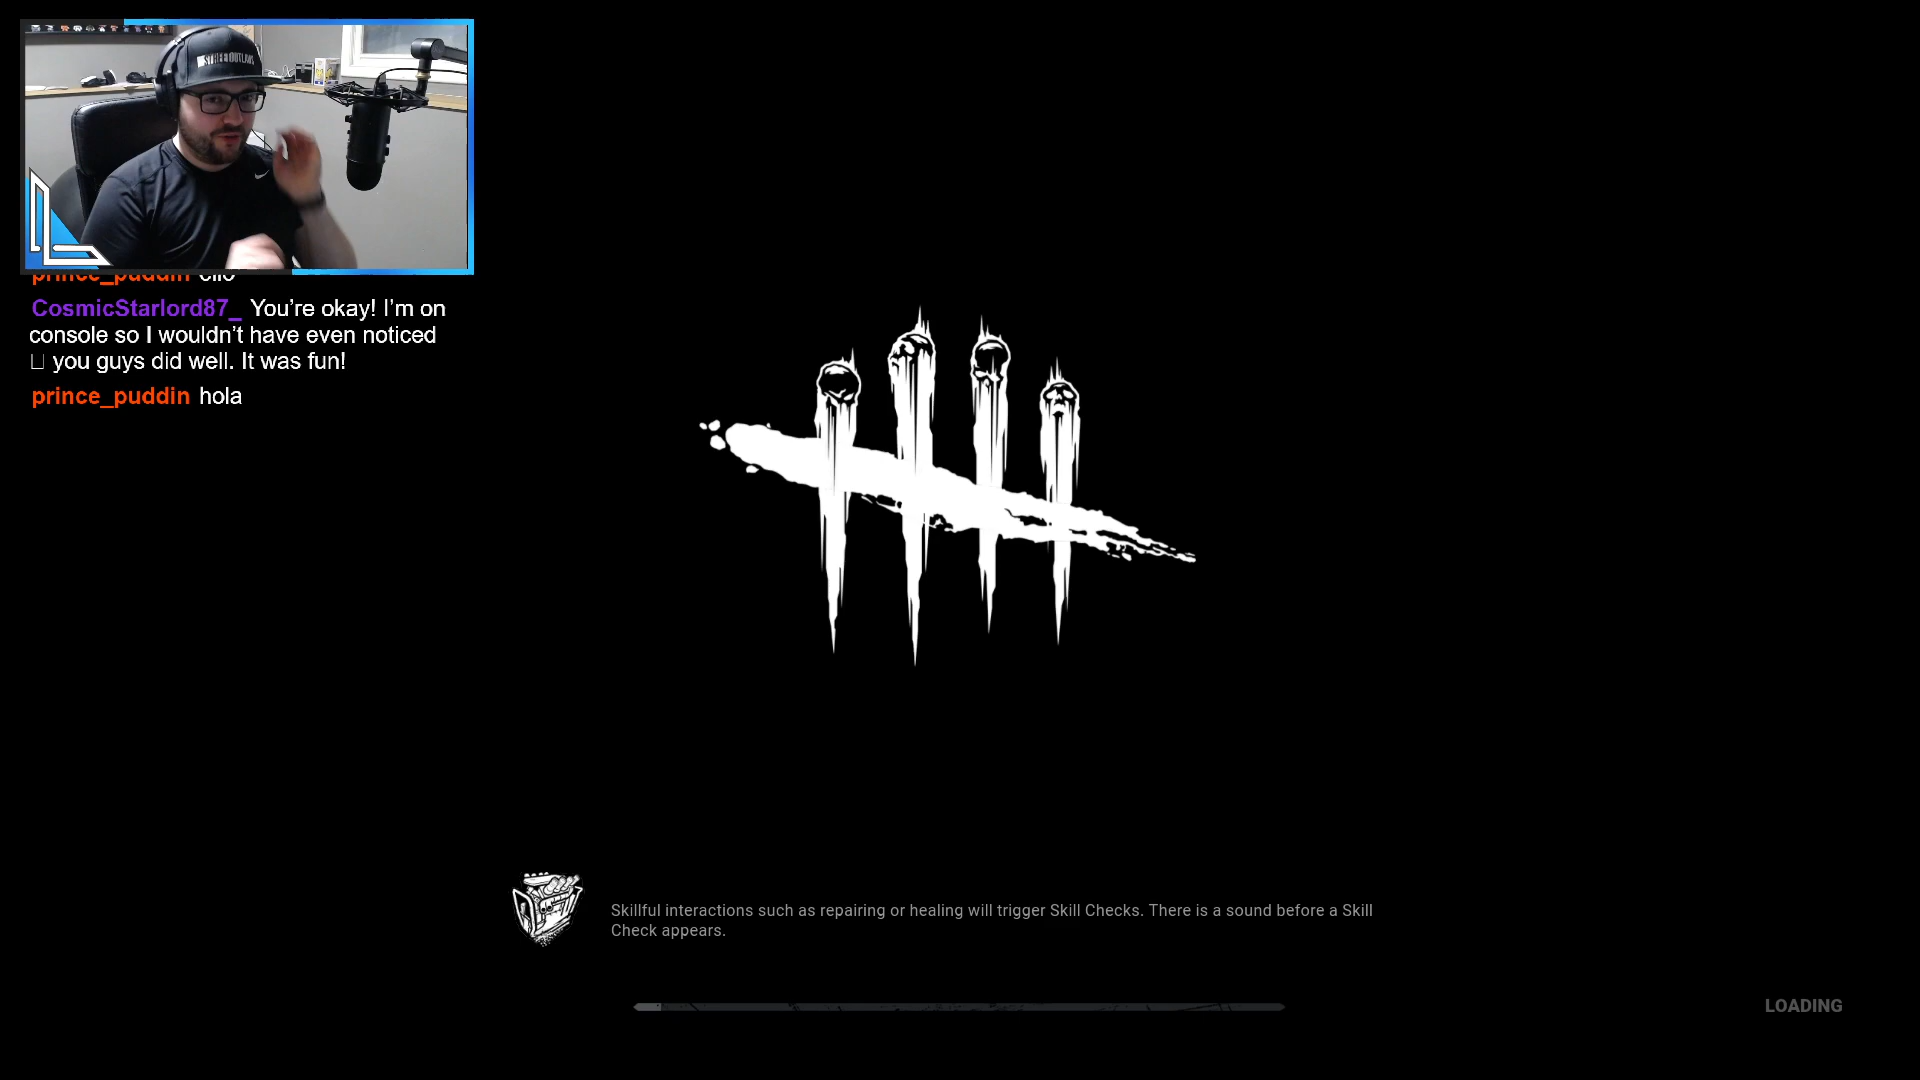 prince_puddin ello
CosmicStarlord87_ You’re okay! I’m on
console so I wouldn’t have even noticed
you guys did well. It was fun!
prince_puddin hola
Skillful interactions such as repairing or healing will trigger Skill Checks. There is a sound before a Skill
Check appears.
LOADING